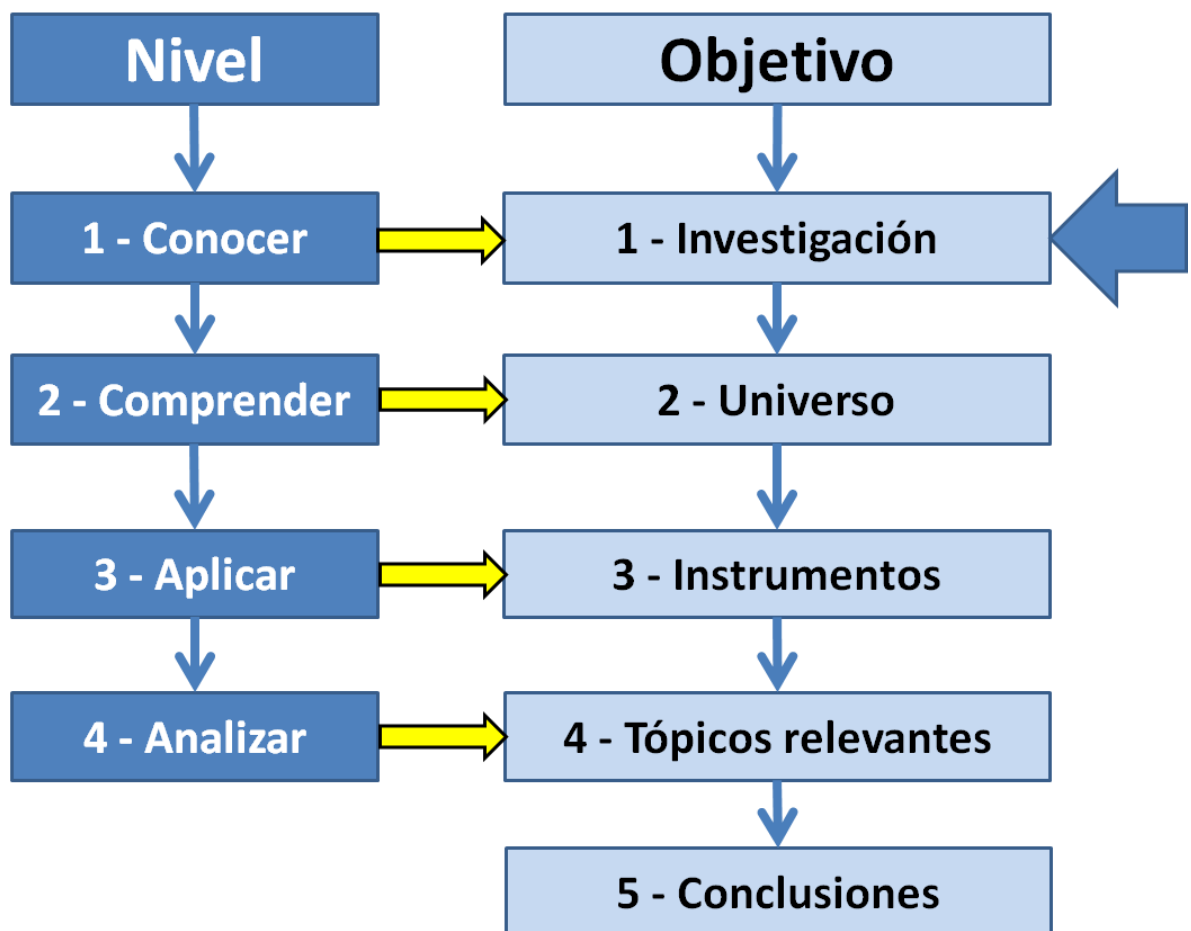 Nivel
Objetivo
1 - Conocer
1 - Investigación
2 - Comprender
2 - Universo
3 - Aplicar
3 - Instrumentos
4 - Analizar
4 - Tópicos relevantes
5 - Conclusiones